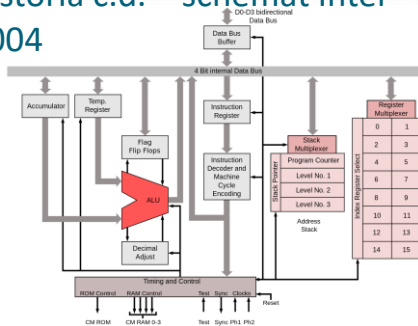 c.d. – schemat
004
D0-D3 bidirectional
Data Bus
Data Bus
Buffer
4 Bit internal Data Bus
Accumulator
Temp.
Register
Flag
Flip Flops
Instruction
Register
Instruction
Decoder and
Machine
Cycle
Encoding
ALU
Decimal
Adjust
Stack
Multiplexer
Stack Pointer
Program Counter
Level No. 1
Level No. 2
Level No. 3
Address
Stack
Register
Multiplexer
Index Register Select
0 1
2 3
4 5
6 7
8 9
10 11
12 13
14 15
Timing and Control
ROM Control RAM Control Test Sync Clocks
Reset
CM ROM CM RAM 0-3 Test Sync Ph1 Ph2